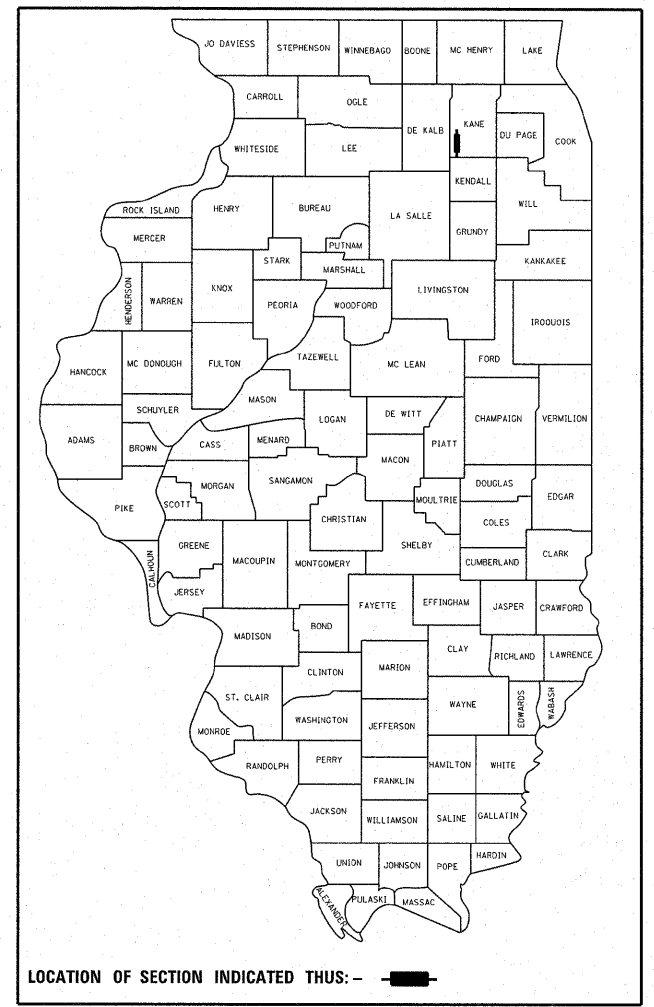 JO DAVIESS
STEPHENSON
WINNEBAGO
BOONE
MC HENRY
LAKE
CARROLL
OGLE
DE KALB
KANE
DU PAGE
COOK
WHITESIDE
LEE
KENDALL
ROCK ISLAND
HENRY
BUREAU
LA SALLE
WILL
MERCER
PUTNAM
GRUNDY
STARK
MARSHALL
KANKAKEE
HENDERSON
WARREN
KNOX
PEORIA
WOODFORD
LIVINGSTON
IROQUOIS
HANCOCK
MC DONOUGH
FULTON
TAZEWELL
MC LEAN
FORD
MASON
SCHUYLER
LOGAN
DE WITT
CHAMPAIGN
VERMILION
ADAMS
BROWN
CASS
MENARD
PIATT
MACON
MORGAN
SANGAMON
DOUGLAS
EDGAR
PIKE
SCOTT
CHRISTIAN
MOULTRIE
COLES
GREENE
MACOUPIN
MONTGOMERY
SHELBY
CUMBERLAND
CLARK
CALHOUN
JERSEY
FAYETTE
EFFINGHAM
JASPER
CRAWFORD
MADISON
BOND
CLAY
RICHLAND
LAWRENCE
CLINTON
MARION
ST. CLAIR
WAYNE
EDWARDS
WABASH
MONROE
WASHINGTON
JEFFERSON
RANDOLPH
PERRY
HAMILTON
WHITE
FRANKLIN
JACKSON
WILLIAMSON
SALINE
GALLATIN
UNION
JOHNSON
POPE
HARDIN
ALEXANDER
PULASKI
MASSAC
LOCATION OF SECTION INDICATED THUS: -